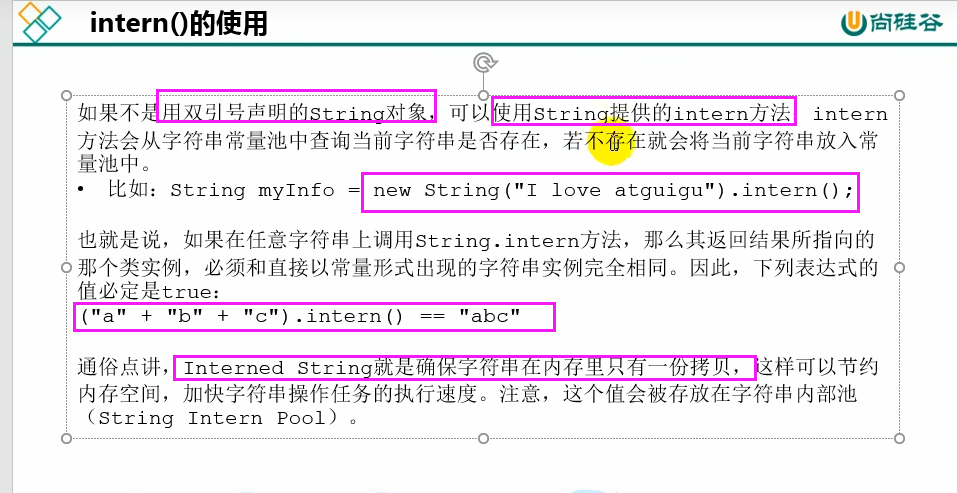 intern()的使用
尚硅谷
如果不是用双引号声明的String对象，可以使用String提供的intern方法 intern
方法会从字符串常量池中查询当前字符串是否存在，若不存在就会将当前字符串放入常
量池中。
• 比如：String myInfo = new String("I love atguigu").intern();
也就是说，如果在任意字符串上调用String.intern方法，那么其返回结果所指向的
那个类实例，必须和直接以常量形式出现的字符串实例完全相同。因此，下列表达式的
值必定是true：
("a" + "b" + "c").intern() == "abc"
通俗点讲，Interned String就是确保字符串在内存里只有一份拷贝，这样可以节约
内存空间，加快字符串操作任务的执行速度。注意，这个值会被存放在字符串内部池
（String Intern Pool）。